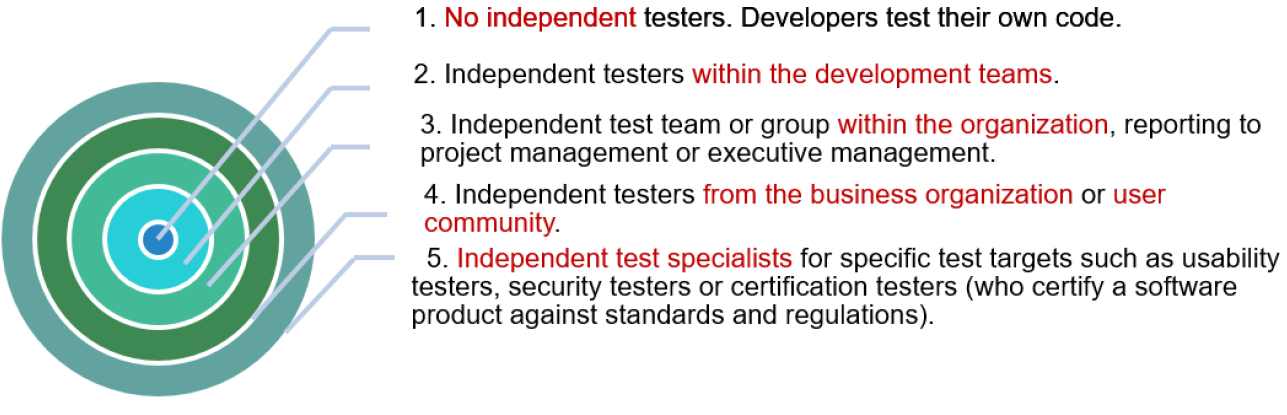 1. No independent testers. Developers test their own code.
2. Independent testers within the development teams.
3. Independent test team or group within the organization, reporting to
project management or executive management.
4. Independent testers from the business organization or user
community.
5. Independent test specialists for specific test targets such as usability
testers, security testers or certification testers (who certify a software
product against standards and regulations).